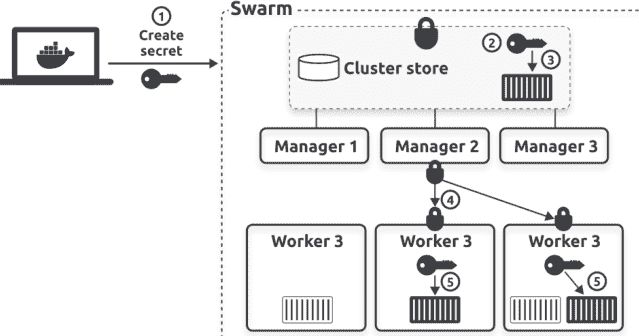 Swarm
1
Create
secret
2
3
Cluster store
Manager 1
Manager 2
Manager 3
4
Worker 3
Worker 3
Worker 3
5
5